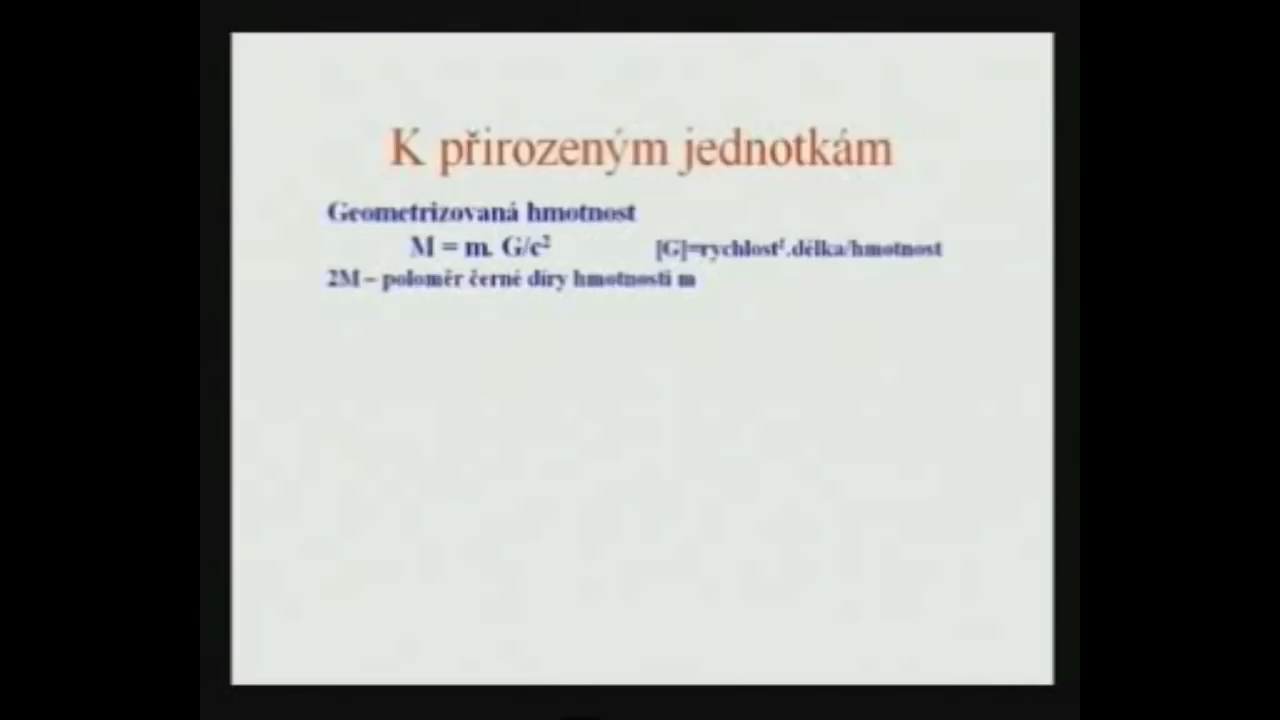 K přirozeným jednotkám
Geometrizovaná hmotnost
M = m. G/c² [G]=rychlost².délka/hmotnost
2M – poloměr černé díry hmotnosti m